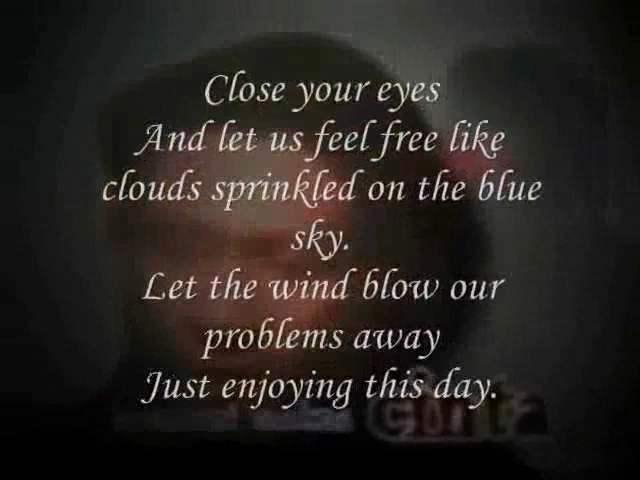 Close your eyes
And let us feel free like
clouds sprinkled on the blue
sky.
Let the wind blow our
problems away
Just enjoying this day.